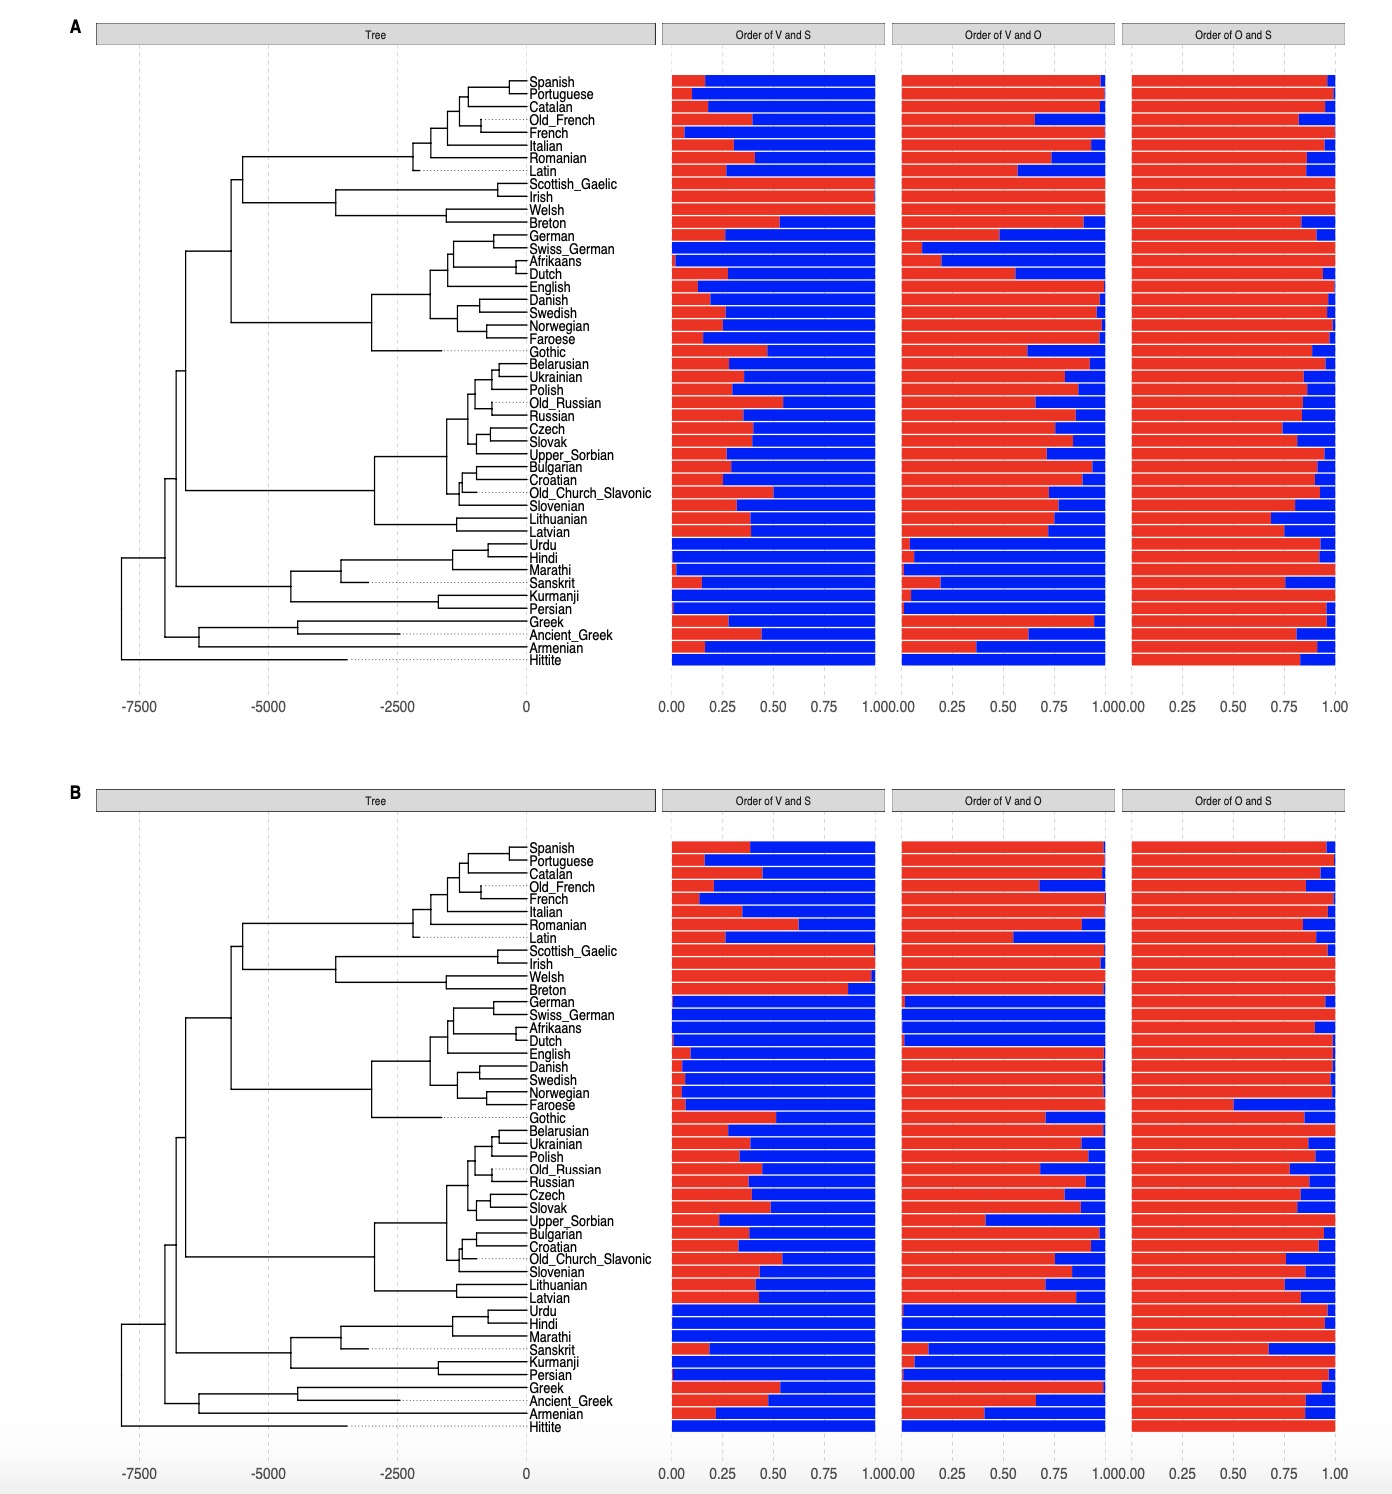 A
Tree Order of V and S Order of V and O Order of O and S
Spanish
Portuguese
Catalan
Old_French
French
Italian
Romanian
Latin
Scottish_Gaelic
Irish
Welsh
Breton
German
Swiss_German
Afrikaans
Dutch
English
Danish
Swedish
Norwegian
Faroese
Gothic
Belarusian
Ukrainian
Polish
Old_Russian
Russian
Czech
Slovak
Upper_Sorbian
Bulgarian
Croatian
Old_Church_Slavonic
Slovenian
Lithuanian
Latvian
Urdu
Hindi
Marathi
Sanskrit
Kurmanji
Persian
Greek
Ancient_Greek
Armenian
Hittite
-7500 -5000 -2500 0 0.00 0.25 0.50 0.75 1.00 0.00 0.25 0.50 0.75 1.00 0.00 0.25 0.50 0.75 1.00
B
Tree Order of V and S Order of V and O Order of O and S
Spanish
Portuguese
Catalan
Old_French
French
Italian
Romanian
Latin
Scottish_Gaelic
Irish
Welsh
Breton
German
Swiss_German
Afrikaans
Dutch
English
Danish
Swedish
Norwegian
Faroese
Gothic
Belarusian
Ukrainian
Polish
Old_Russian
Russian
Czech
Slovak
Upper_Sorbian
Bulgarian
Croatian
Old_Church_Slavonic
Slovenian
Lithuanian
Latvian
Urdu
Hindi
Marathi
Sanskrit
Kurmanji
Persian
Greek
Ancient_Greek
Armenian
Hittite
-7500 -5000 -2500 0 0.00 0.25 0.50 0.75 1.00 0.00 0.25 0.50 0.75 1.00 0.00 0.25 0.50 0.75 1.00